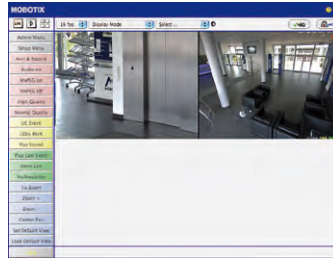 MOBOTIX
16 fps Display Mode Select ...
Admin Menu
Setup Menu
Arm & Record
Audio on
MxPEG on
MxPEG Off
High Quality
Normal Quality
UC Event
LEDs Blink
Play Sound
Play Last Event
Event List
Multiwatcher
1x Zoom
Zoom +
Zoom -
Center Pan
Set Default View
Load Default View